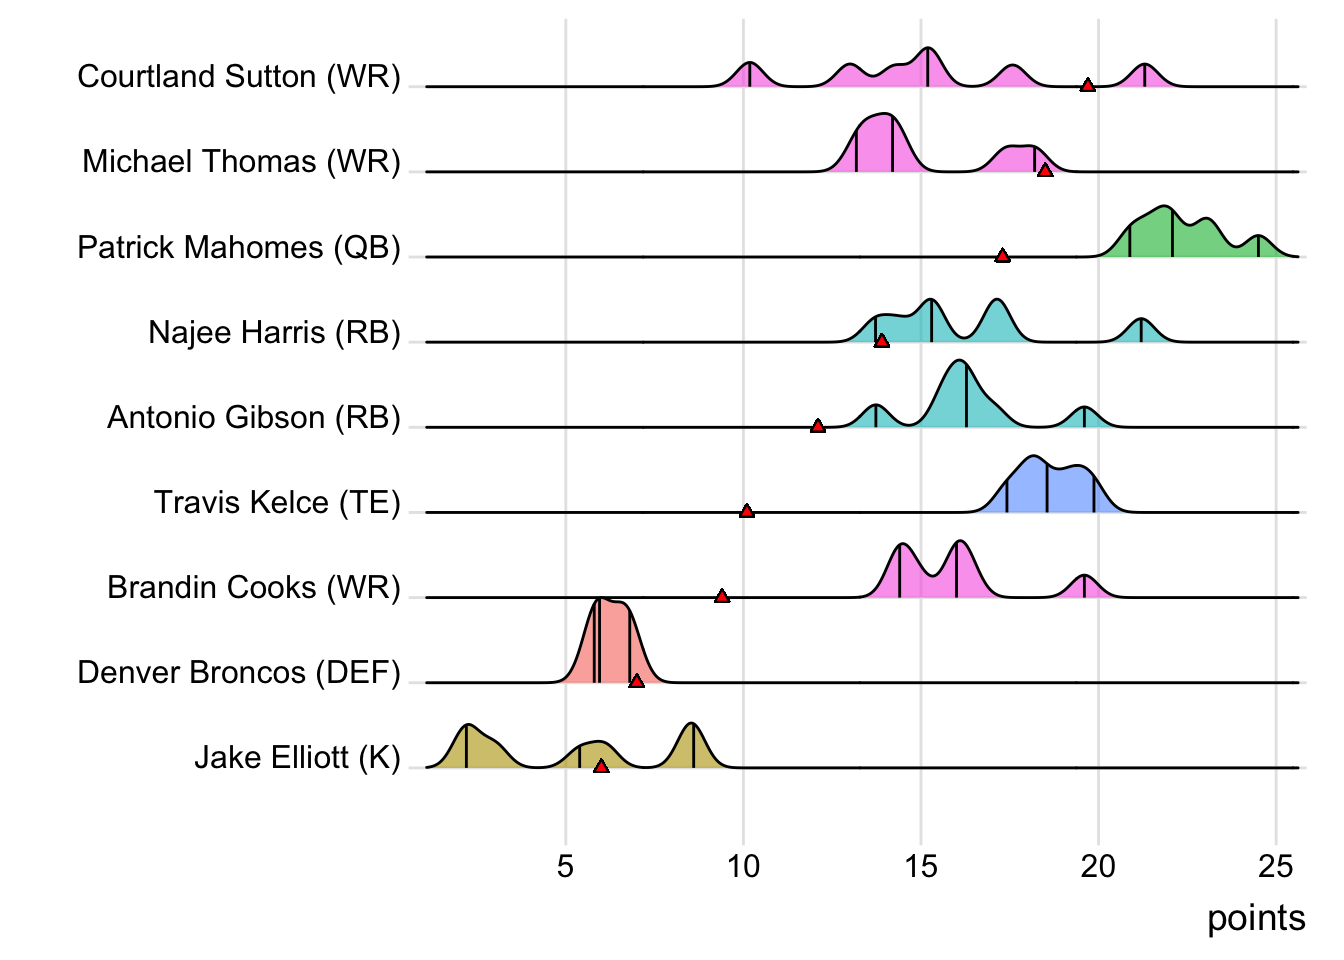 Courtland Sutton (WR)
Michael Thomas (WR)
Patrick Mahomes (QB)
Najee Harris (RB)
Antonio Gibson (RB)
Travis Kelce (TE)
Brandin Cooks (WR)
Denver Broncos (DEF)
Jake Elliott (K)
5 10 15 20 25
points